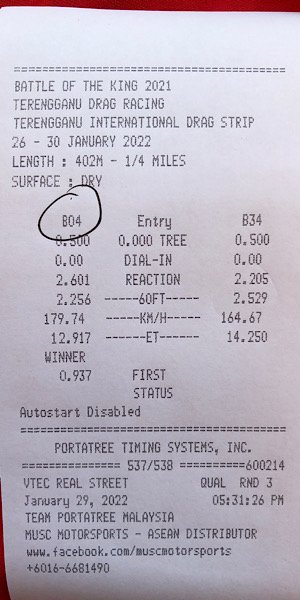 ================================
BATTLE OF THE KING 2021
TERENGGANU DRAG RACING
TERENGGANU INTERNATIONAL DRAG STRIP
26 - 30 JANUARY 2022
LENGTH : 402M - 1/4 MILES
SURFACE : DRY
B04 Entry B34
0.500 0.000 TREE 0.500
0.00 DIAL-IN 0.00
2.601 REACTION 2.205
2.256 ------60FT----- 2.529
179.74 ------KM/H----- 164.67
12.917 ------ET------- 14.250
WINNER
0.937 FIRST
STATUS
Autostart Disabled
================================
PORTATREE TIMING SYSTEMS, INC.
=============== 537/538 ==========600214
VTEC REAL STREET QUAL RND 3
January 29, 2022 05:31:26 PM
TEAM PORTATREE MALAYSIA
MUSC MOTORSPORTS - ASEAN DISTRIBUTOR
www.facebook.com/muscmotorsports
+6016-6681490